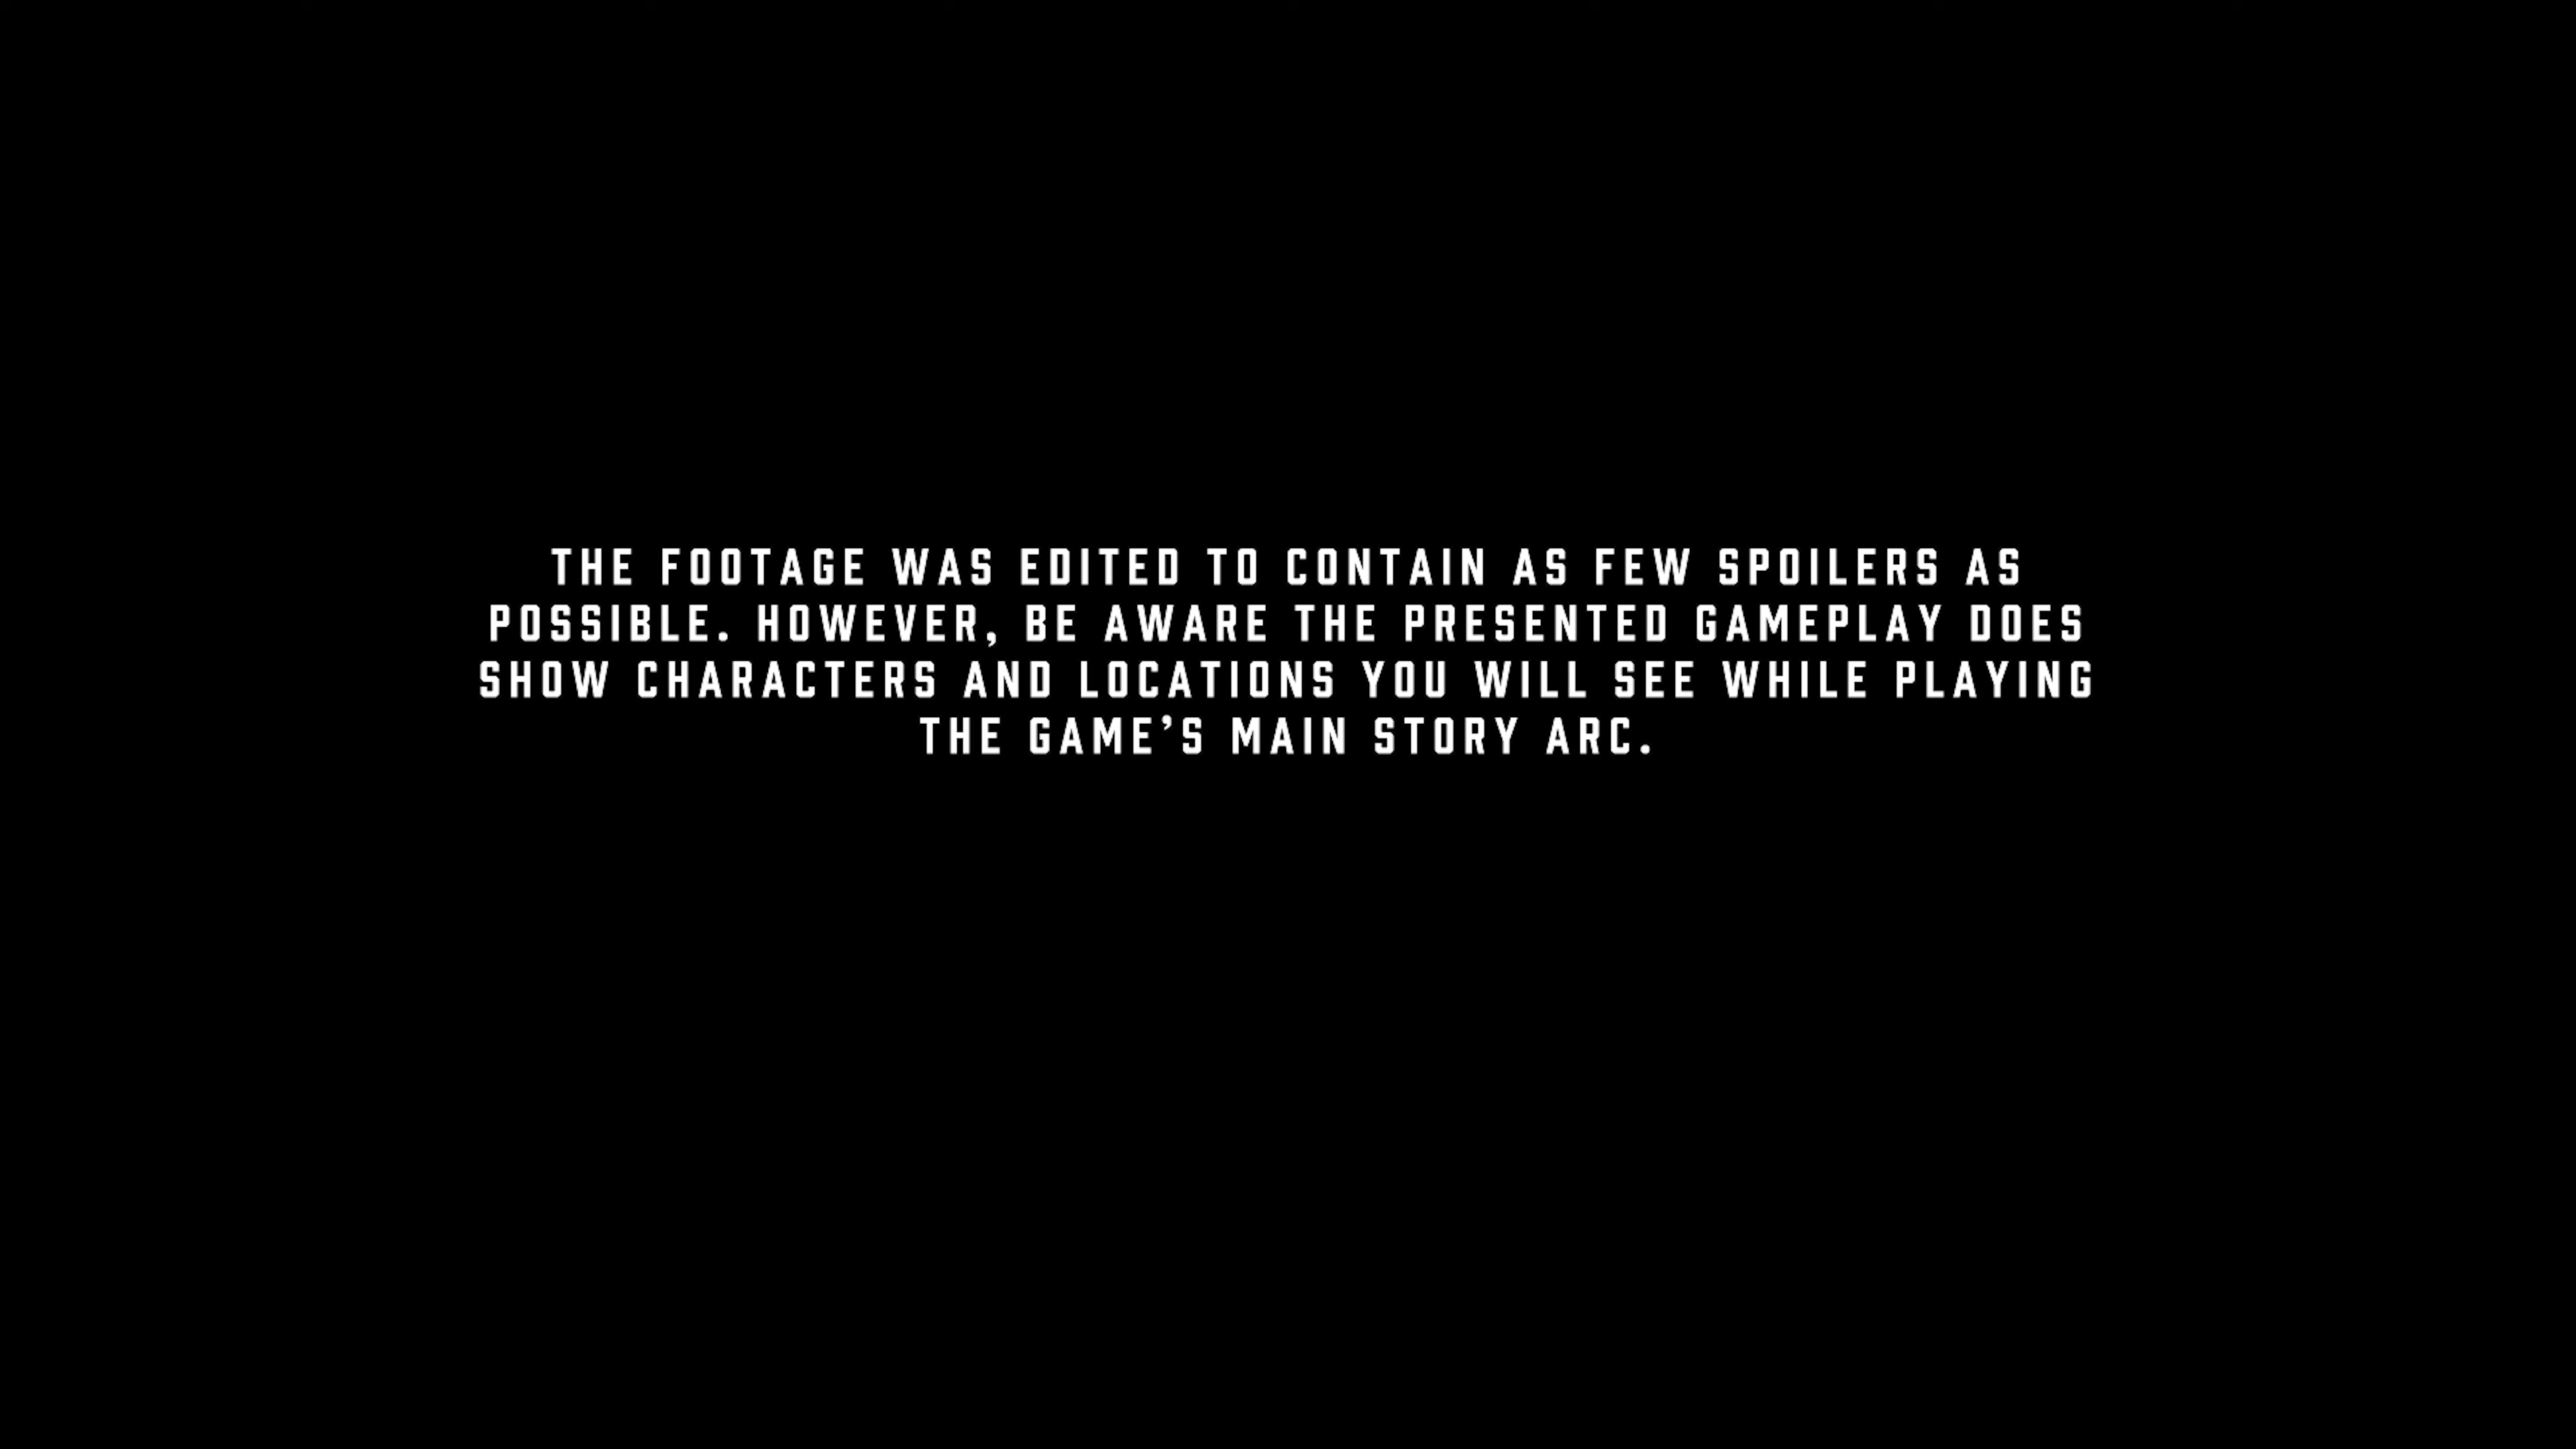 THE FOOTAGE WAS EDITED TO CONTAIN AS FEW SPOILERS AS
POSSIBLE. HOWEVER, BE AWARE THE PRESENTED GAMEPLAY DOES
SHOW CHARACTERS AND LOCATIONS YOU WILL SEE WHILE PLAYING
THE GAME’S MAIN STORY ARC.